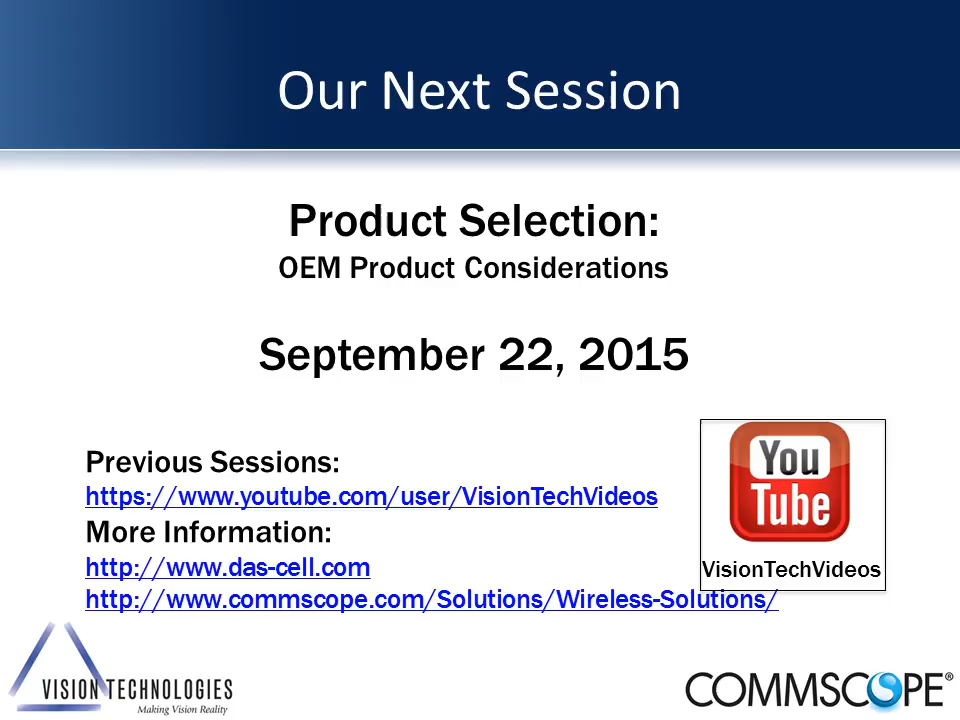 Our Next Session
Product Selection:
OEM Product Considerations
September 22, 2015
Previous Sessions:
https://www.youtube.com/user/VisionTechVideos
More Information:
http://www.das-cell.com
http://www.commscope.com/Solutions/Wireless-Solutions/
You
Tube
VisionTechVideos
VISION TECHNOLOGIES
Making Vision Reality
COMMSCOPE®